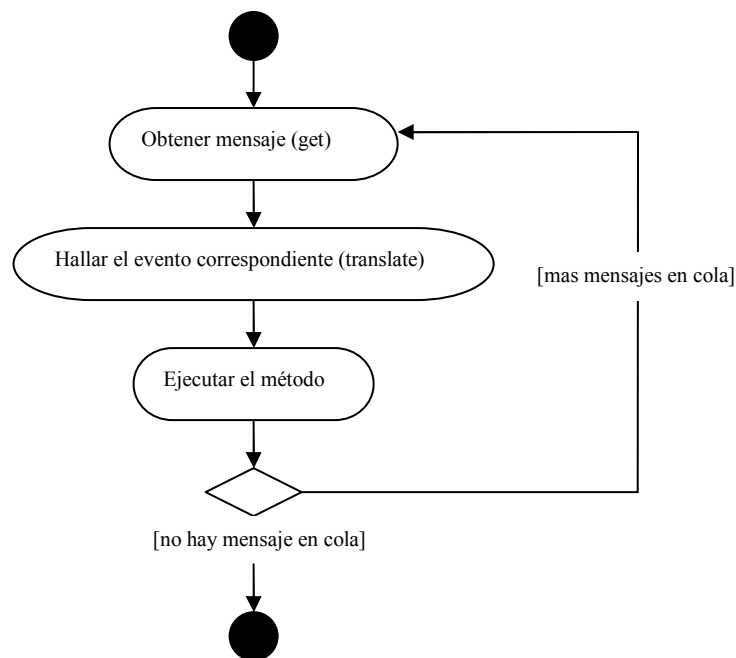 Obtener mensaje (get)
Hallar el evento correspondiente (translate)
[mas mensajes en cola]
Ejecutar el método
[no hay mensaje en cola]